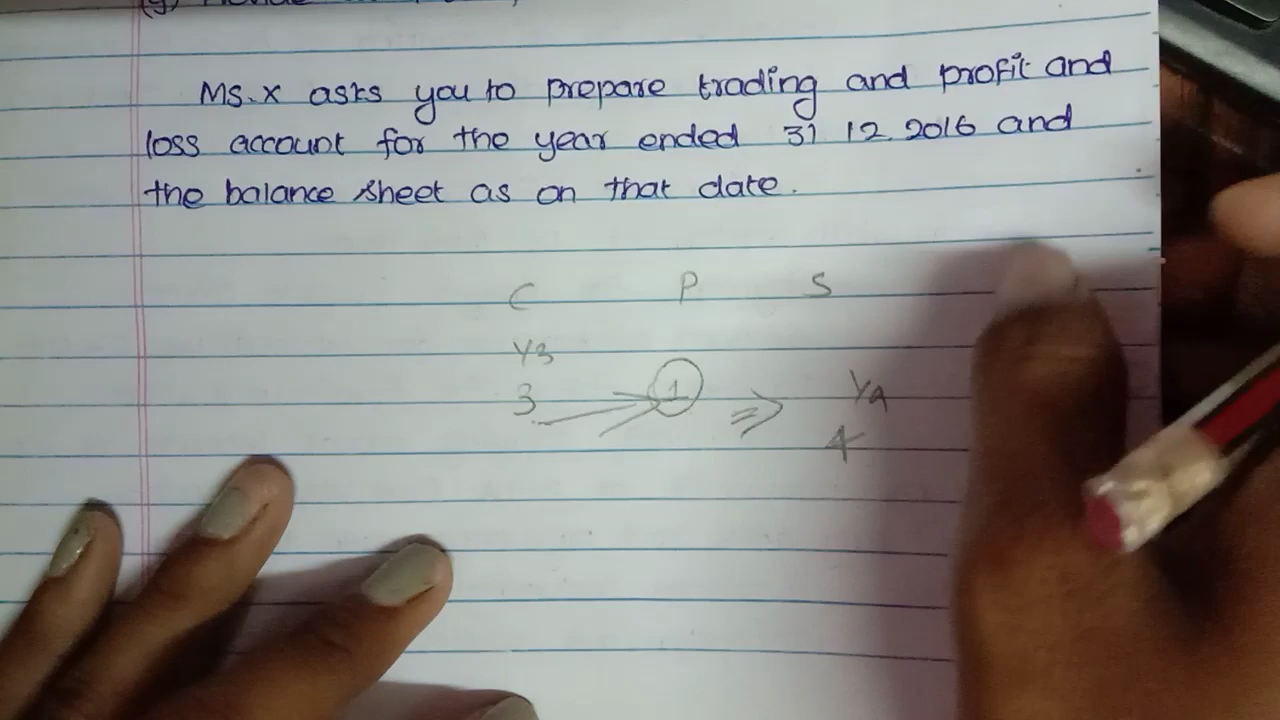 Ms.X asks you to prepare trading and profit and
loss account for the year ended 31 12 2016 and
the balance sheet as on that date.
C P S
1/3
3 1 1/4
4